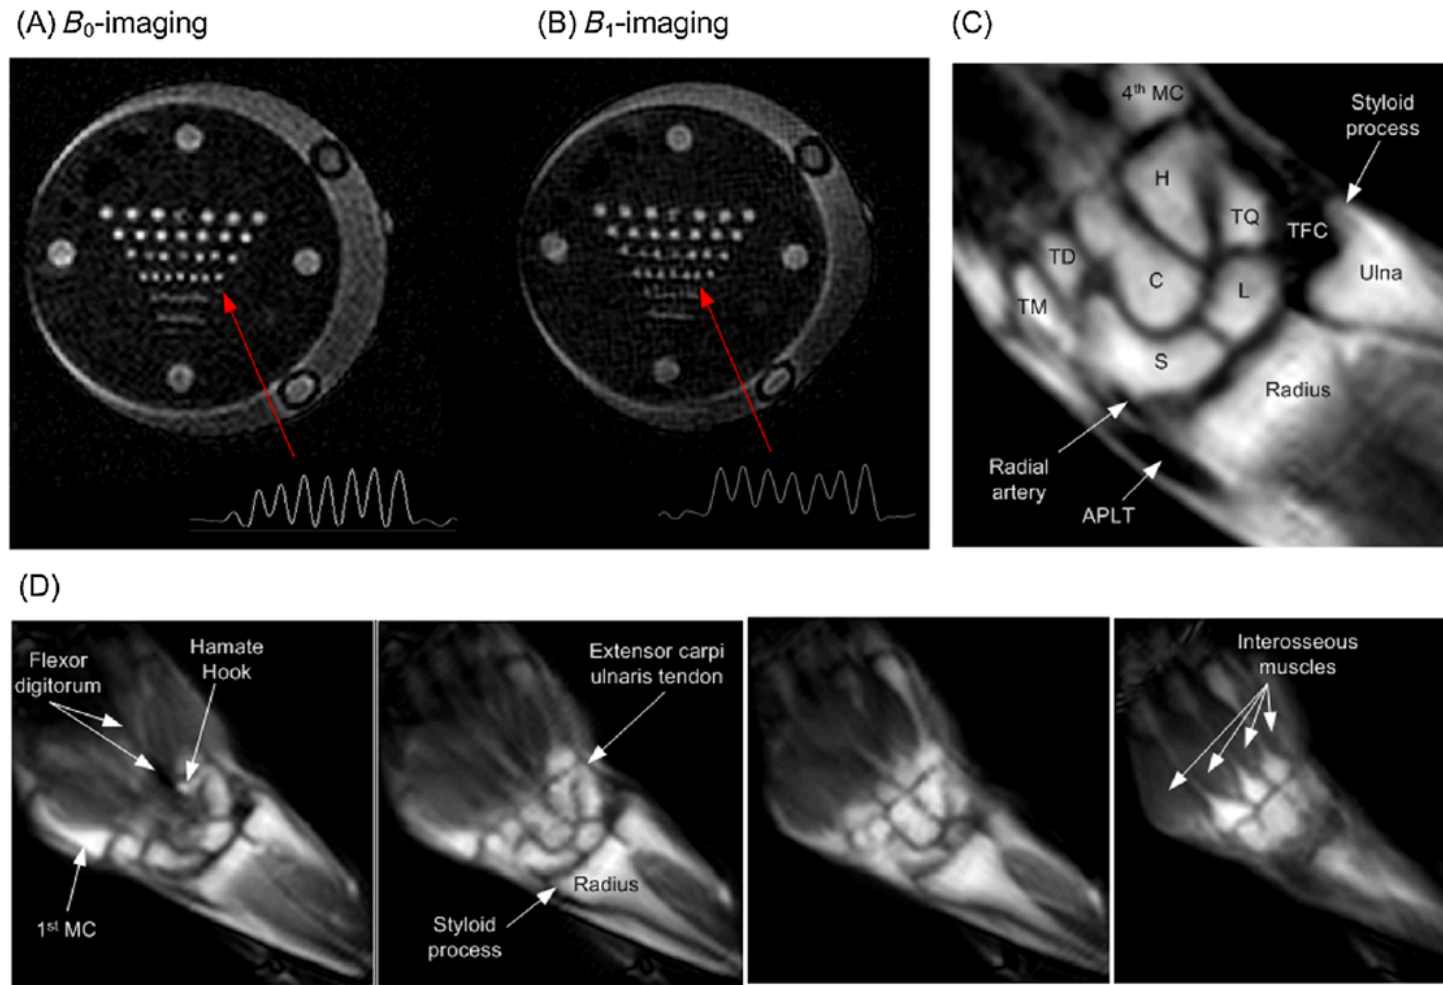 (A) B₀-imaging
(B) B₁-imaging
(C)
4th MC
Styloid
process
H
TQ
TFC
TD
Ulna
C
L
TM
S
Radius
Radial
artery
APLT
(D)
Flexor
digitorum
Hamate
Hook
1st MC
Extensor carpi
ulnaris tendon
Radius
Styloid
process
Interosseous
muscles